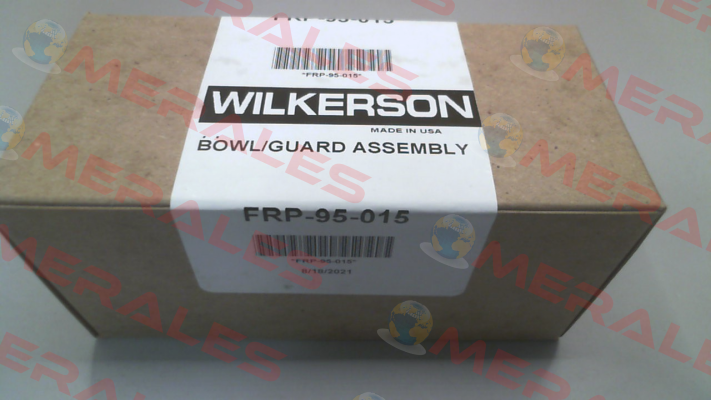 FRP-95-015
"FRP-95-015"
WILKERSON
MADE IN USA
BOWL/GUARD ASSEMBLY
FRP-95-015
"FRP-95-015"
8/18/2021
MERALES
MERALES
MERALES
MERALES